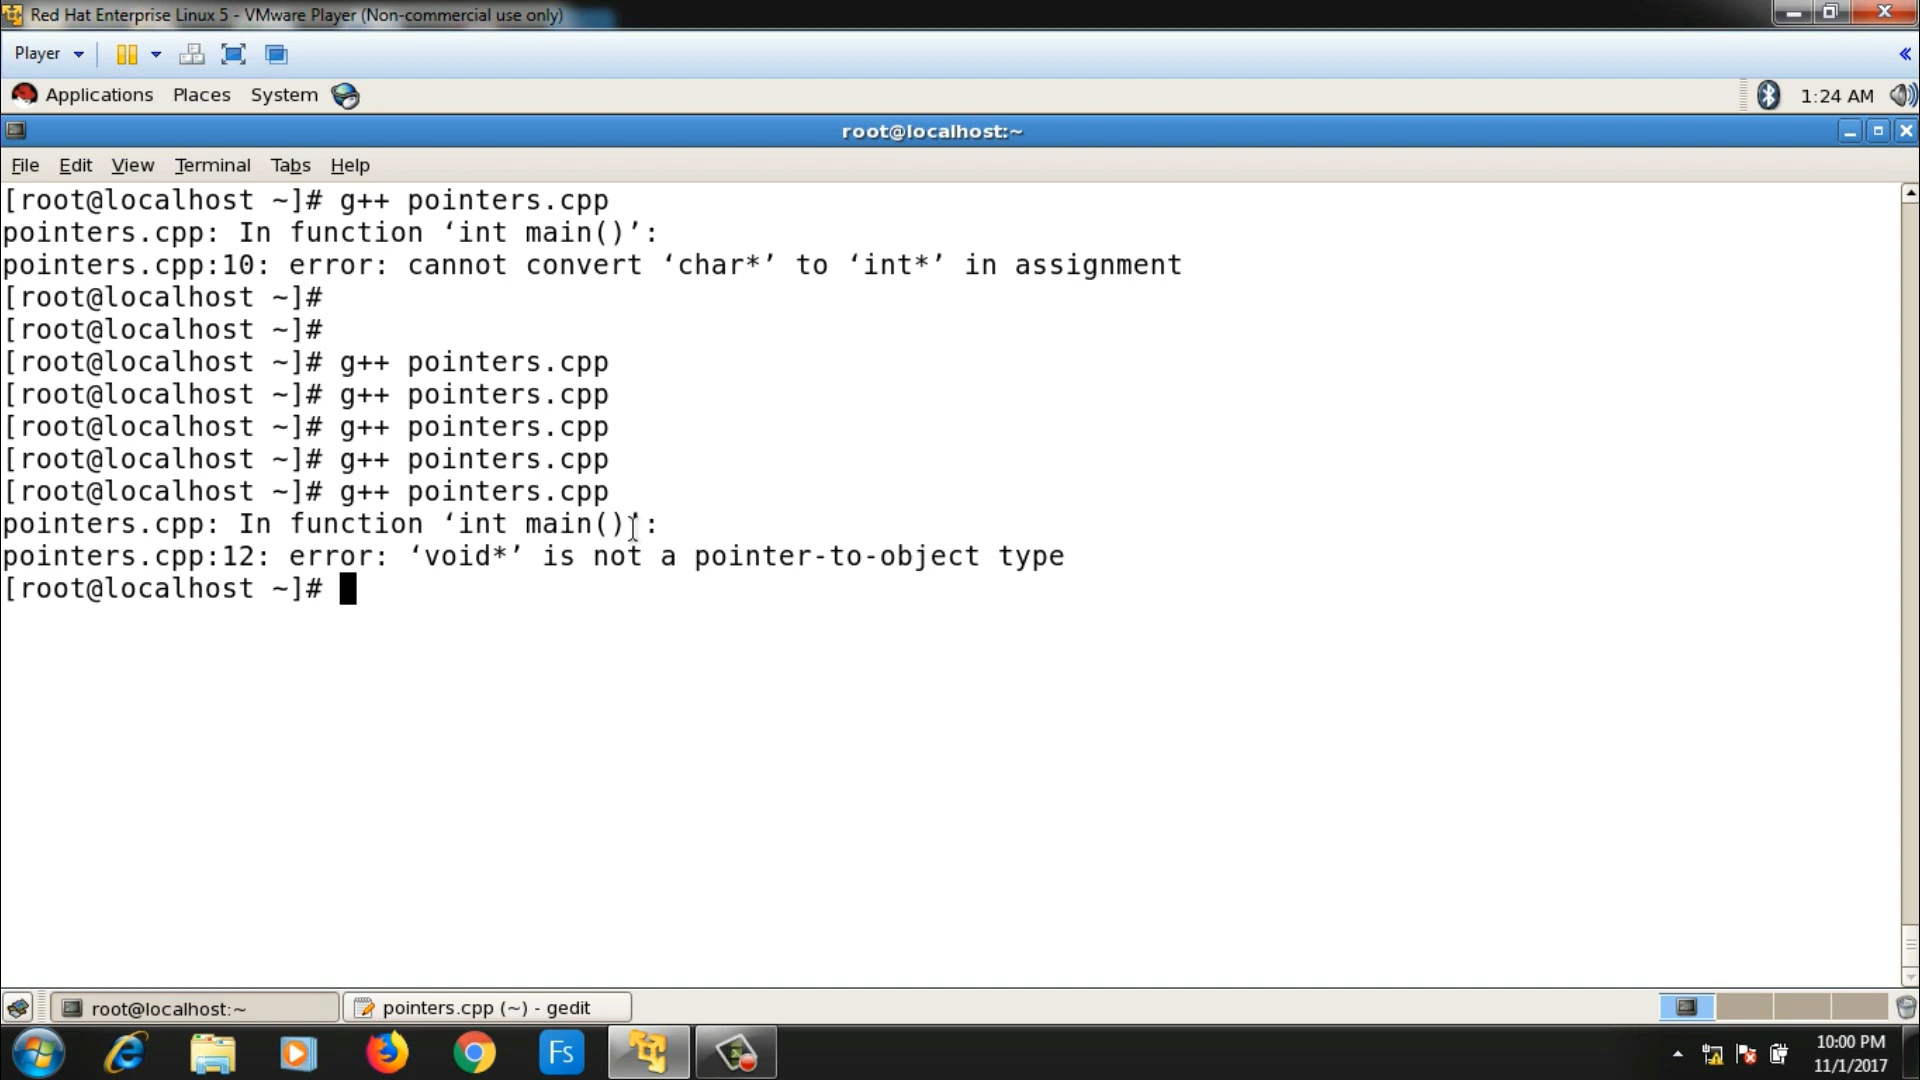 Red Hat Enterprise Linux 5 - VMware Player (Non-commercial use only)
Player
Applications Places System 1:24 AM
root@localhost:~
File Edit View Terminal Tabs Help
[root@localhost ~]# g++ pointers.cpp
pointers.cpp: In function ‘int main()’:
pointers.cpp:10: error: cannot convert ‘char*’ to ‘int*’ in assignment
[root@localhost ~]#
[root@localhost ~]#
[root@localhost ~]# g++ pointers.cpp
[root@localhost ~]# g++ pointers.cpp
[root@localhost ~]# g++ pointers.cpp
[root@localhost ~]# g++ pointers.cpp
[root@localhost ~]# g++ pointers.cpp
pointers.cpp: In function ‘int main()’:
pointers.cpp:12: error: ‘void*’ is not a pointer-to-object type
[root@localhost ~]#
root@localhost:~ pointers.cpp (~) - gedit
Fs
10:00 PM
11/1/2017